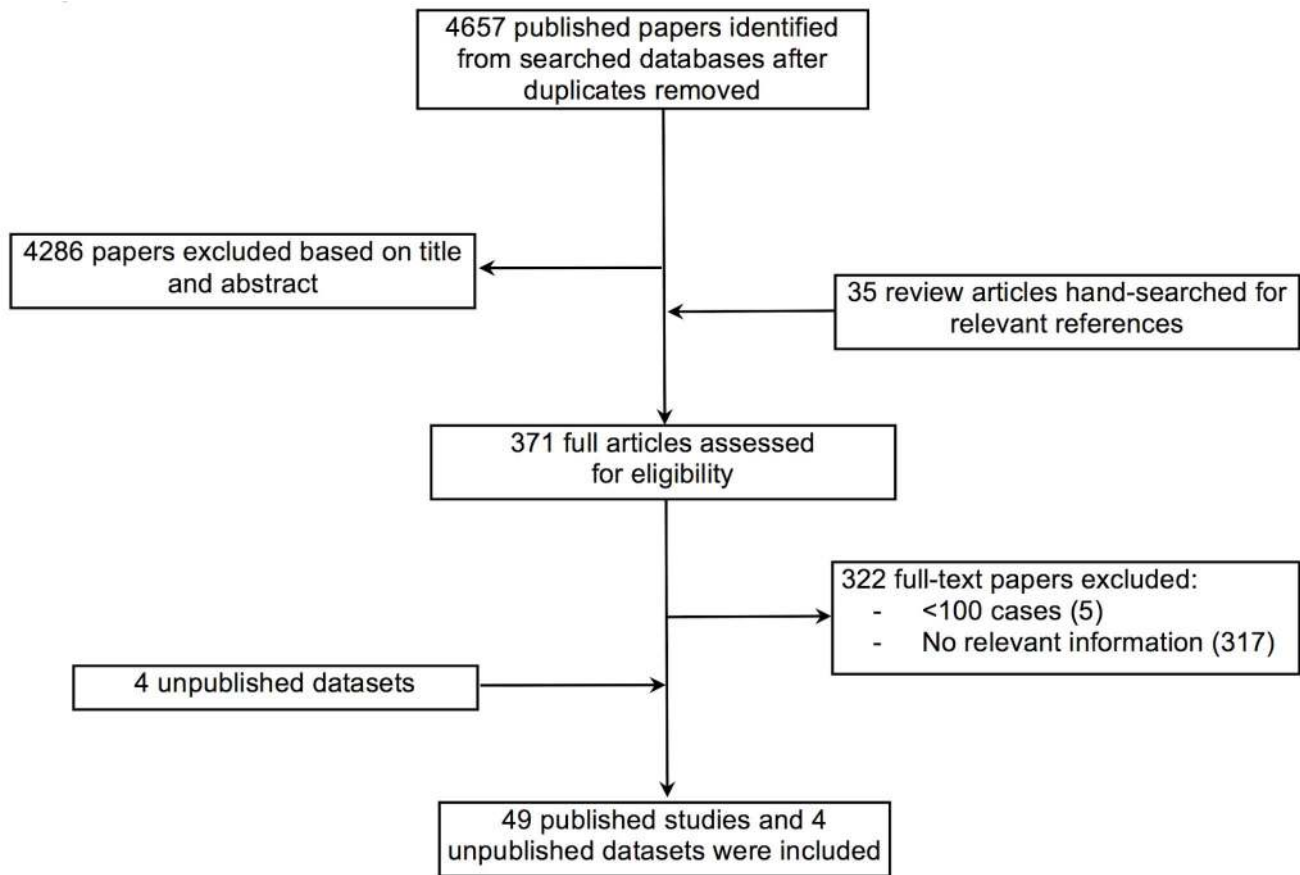 4657 published papers identified
from searched databases after
duplicates removed
4286 papers excluded based on title
and abstract
35 review articles hand-searched for
relevant references
371 full articles assessed
for eligibility
322 full-text papers excluded:
- <100 cases (5)
- No relevant information (317)
4 unpublished datasets
49 published studies and 4
unpublished datasets were included